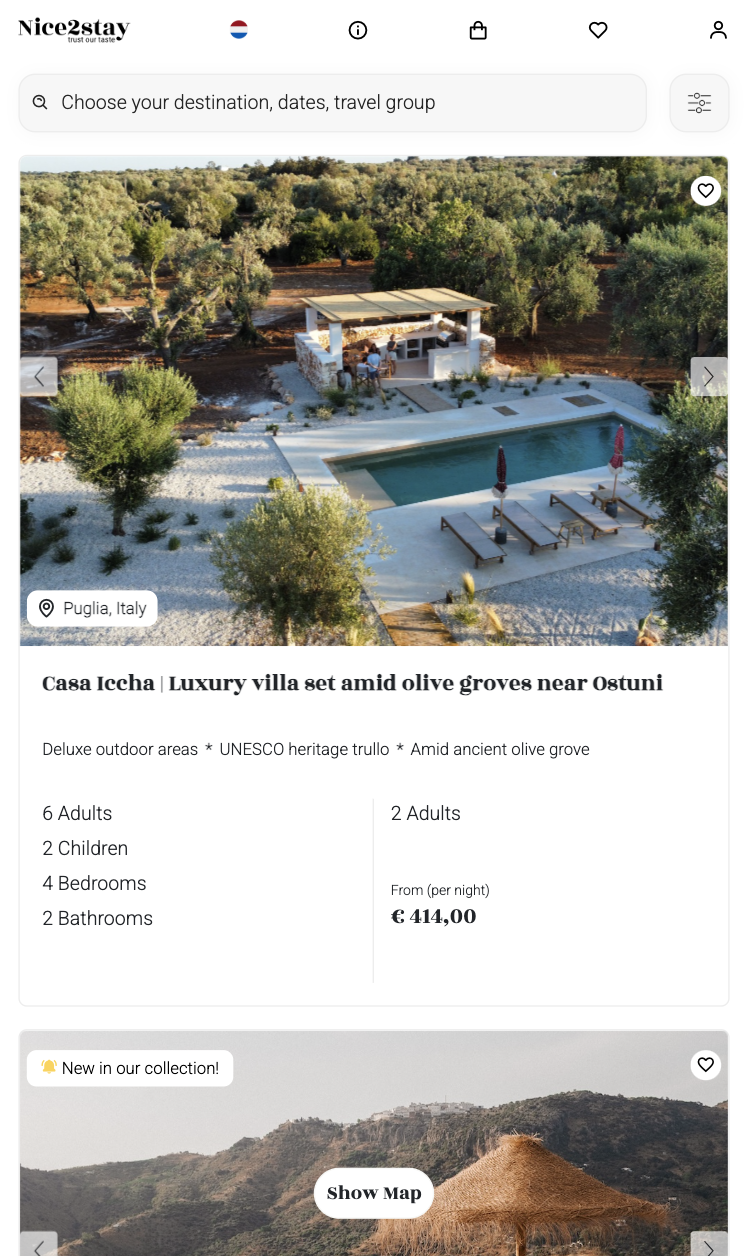 Nice2stay
trust our taste
Choose your destination, dates, travel group
Puglia, Italy
Casa Iccha | Luxury villa set amid olive groves near Ostuni
Deluxe outdoor areas * UNESCO heritage trullo * Amid ancient olive grove
6 Adults
2 Children
4 Bedrooms
2 Bathrooms
2 Adults
From (per night)
€ 414,00
New in our collection!
Show Map